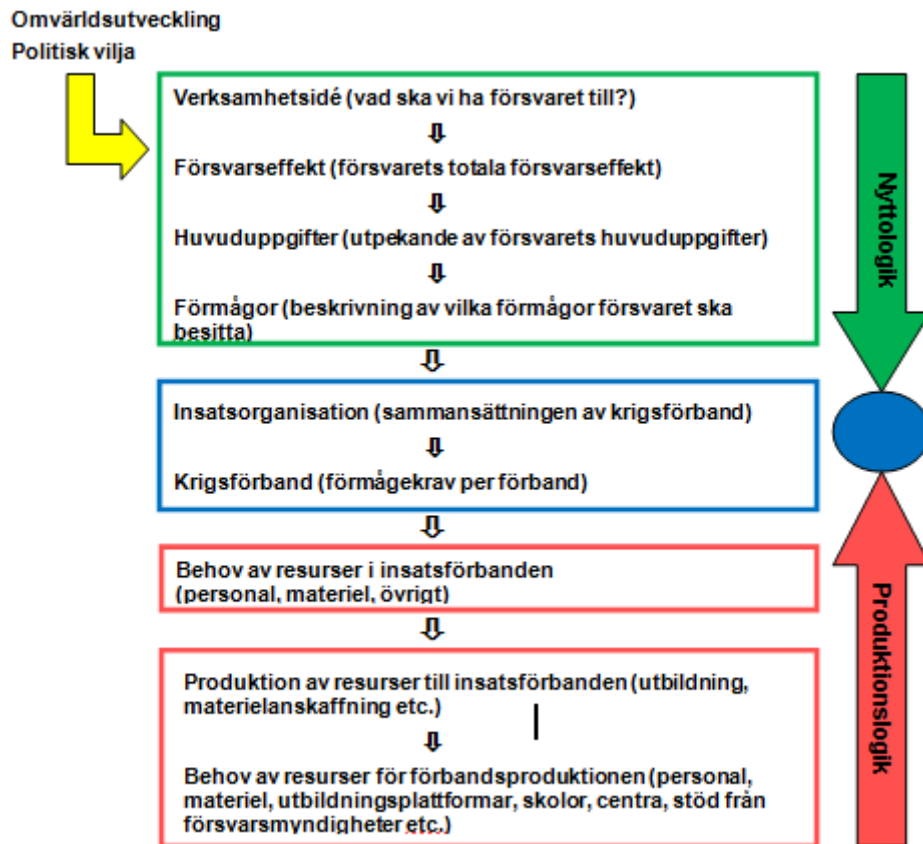 Omvärldsutveckling
Politisk vilja
Verksamhetsidé (vad ska vi ha försvaret till?)
Försvarseffekt (försvarets totala försvarseffekt)
Huvuduppgifter (utpekande av försvarets huvuduppgifter)
Förmågor (beskrivning av vilka förmågor försvaret ska
besitta)
Insatsorganisation (sammansättningen av krigsförband)
Krigsförband (förmågekrav per förband)
Behov av resurser i insatsförbanden
(personal, materiel, övrigt)
Produktion av resurser till insatsförbanden (utbildning,
materielanskaffning etc.)
Behov av resurser för förbandsproduktionen (personal,
materiel, utbildningsplattformar, skolor, centra, stöd från
försvarsmyndigheter etc.)
Nyttologik
Produktionslogik